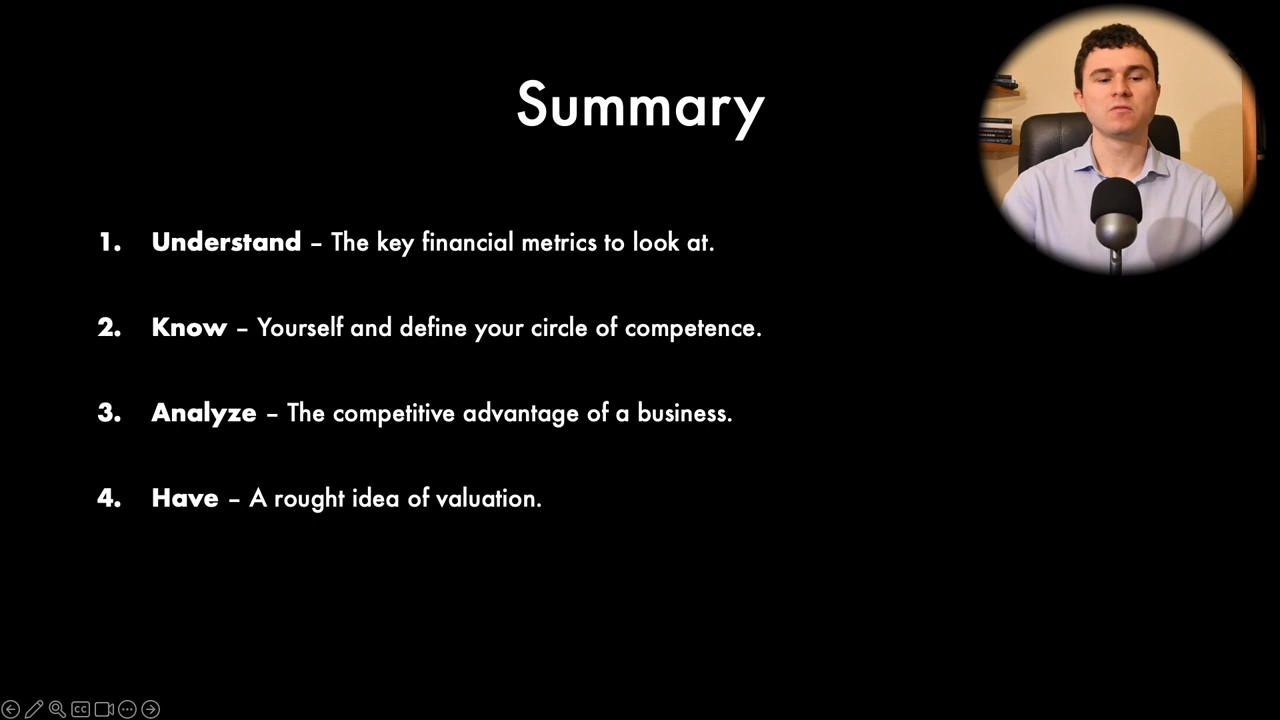 Summary
1. Understand – The key financial metrics to look at.
2. Know – Yourself and define your circle of competence.
3. Analyze – The competitive advantage of a business.
4. Have – A rought idea of valuation.
CC